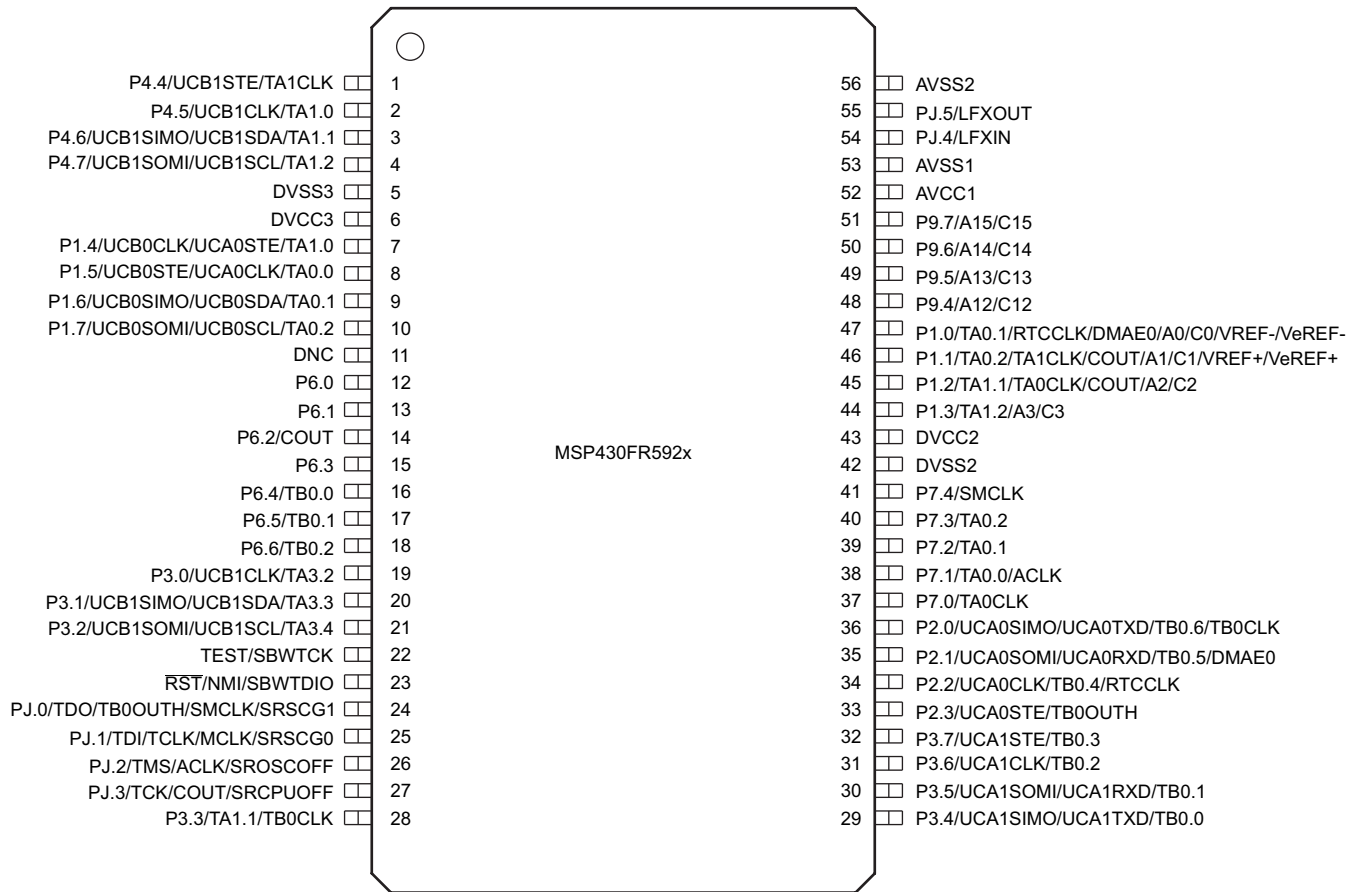 P4.4/UCB1STE/TA1CLK 1 56 AVSS2
P4.5/UCB1CLK/TA1.0 2 55 PJ.5/LFXOUT
P4.6/UCB1SIMO/UCB1SDA/TA1.1 3 54 PJ.4/LFXIN
P4.7/UCB1SOMI/UCB1SCL/TA1.2 4 53 AVSS1
DVSS3 5 52 AVCC1
DVCC3 6 51 P9.7/A15/C15
P1.4/UCB0CLK/UCA0STE/TA1.0 7 50 P9.6/A14/C14
P1.5/UCB0STE/UCA0CLK/TA0.0 8 49 P9.5/A13/C13
P1.6/UCB0SIMO/UCB0SDA/TA0.1 9 48 P9.4/A12/C12
P1.7/UCB0SOMI/UCB0SCL/TA0.2 10 47 P1.0/TA0.1/RTCCLK/DMAE0/A0/C0/VREF-/VeREF-
DNC 11 46 P1.1/TA0.2/TA1CLK/COUT/A1/C1/VREF+/VeREF+
P6.0 12 45 P1.2/TA1.1/TA0CLK/COUT/A2/C2
P6.1 13 44 P1.3/TA1.2/A3/C3
P6.2/COUT 14 43 DVCC2
MSP430FR592x
P6.3 15 42 DVSS2
P6.4/TB0.0 16 41 P7.4/SMCLK
P6.5/TB0.1 17 40 P7.3/TA0.2
P6.6/TB0.2 18 39 P7.2/TA0.1
P3.0/UCB1CLK/TA3.2 19 38 P7.1/TA0.0/ACLK
P3.1/UCB1SIMO/UCB1SDA/TA3.3 20 37 P7.0/TA0CLK
P3.2/UCB1SOMI/UCB1SCL/TA3.4 21 36 P2.0/UCA0SIMO/UCA0TXD/TB0.6/TB0CLK
TEST/SBWTCK 22 35 P2.1/UCA0SOMI/UCA0RXD/TB0.5/DMAE0
RST/NMI/SBWTDIO 23 34 P2.2/UCA0CLK/TB0.4/RTCCLK
PJ.0/TDO/TB0OUTH/SMCLK/SRSCG1 24 33 P2.3/UCA0STE/TB0OUTH
PJ.1/TDI/TCLK/MCLK/SRSCG0 25 32 P3.7/UCA1STE/TB0.3
PJ.2/TMS/ACLK/SROSCOFF 26 31 P3.6/UCA1CLK/TB0.2
PJ.3/TCK/COUT/SRCPUOFF 27 30 P3.5/UCA1SOMI/UCA1RXD/TB0.1
P3.3/TA1.1/TB0CLK 28 29 P3.4/UCA1SIMO/UCA1TXD/TB0.0